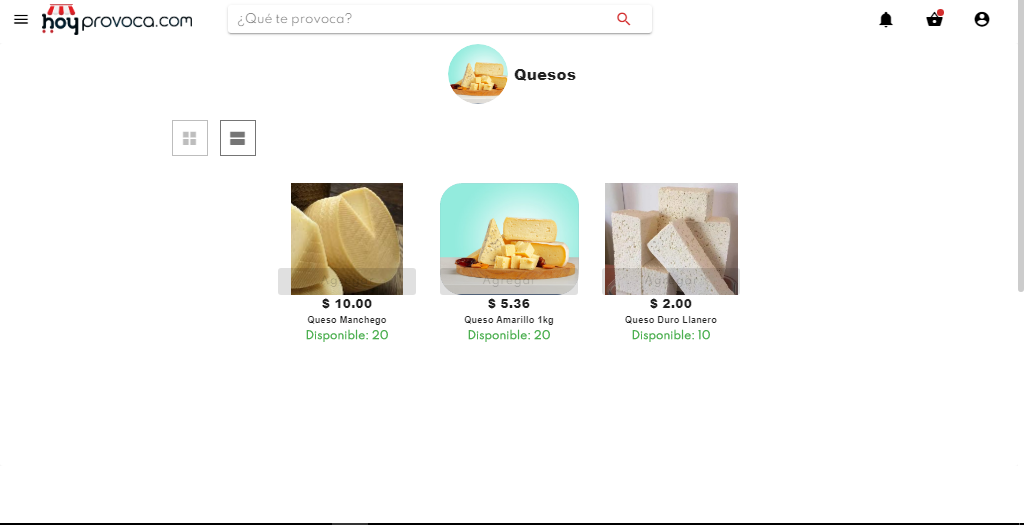 hoyprovoca.com
¿Qué te provoca?
Quesos
Agregar
Agregar
Agregar
$ 10.00
$ 5.36
$ 2.00
Queso Manchego
Queso Amarillo 1kg
Queso Duro Llanero
Disponible: 20
Disponible: 20
Disponible: 10